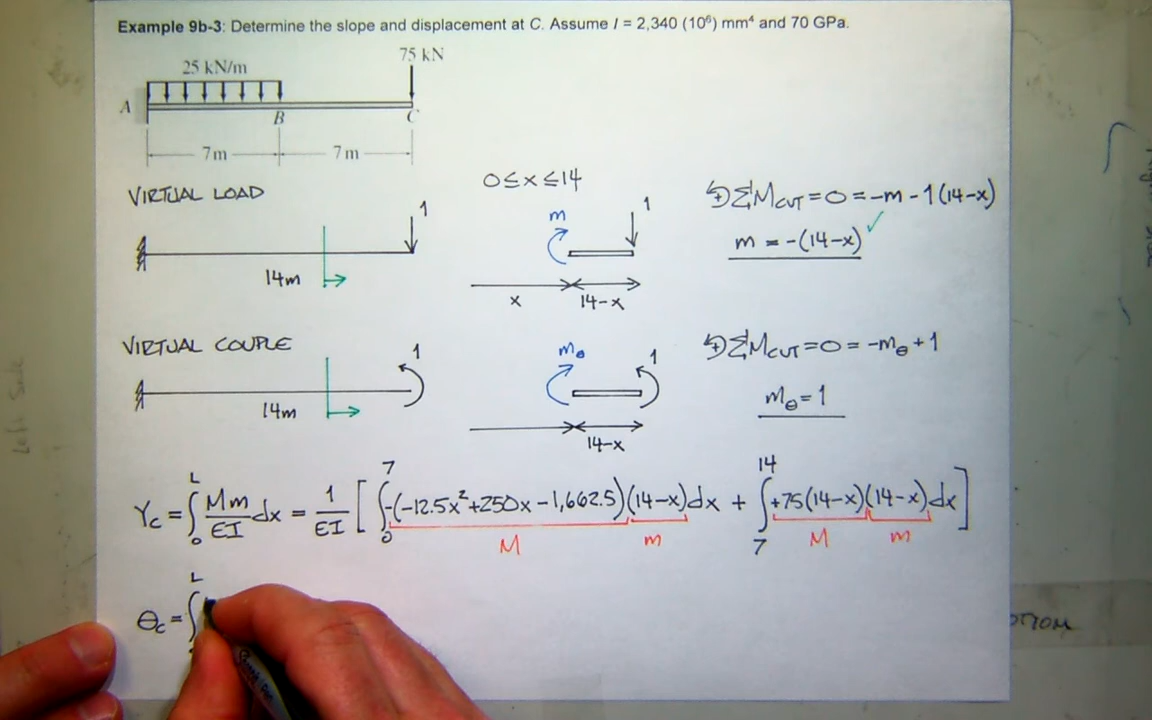 Example 9b-3: Determine the slope and displacement at C. Assume I = 2,340 (10⁶) mm⁴ and 70 GPa.
75 kN
25 kN/m
A
B
C
7m
7m
VIRTUAL LOAD
0≤x≤14
1
14m
m
1
x
14-x
↺ΣM_CUT=0=-m-1(14-x)
m = -(14-x) ✓
VIRTUAL COUPLE
1
14m
m_θ
1
14-x
↺ΣM_CUT=0=-m_θ+1
m_θ=1
Y_C = ∫₀ᴸ Mm/EI dx = 1/EI [ ∫₀⁷ -(-12.5x²+250x-1,662.5)(14-x)dx + ∫₇¹⁴ +75(14-x)(14-x)dx ]
M
m
M
m
θ_C = ∫ L